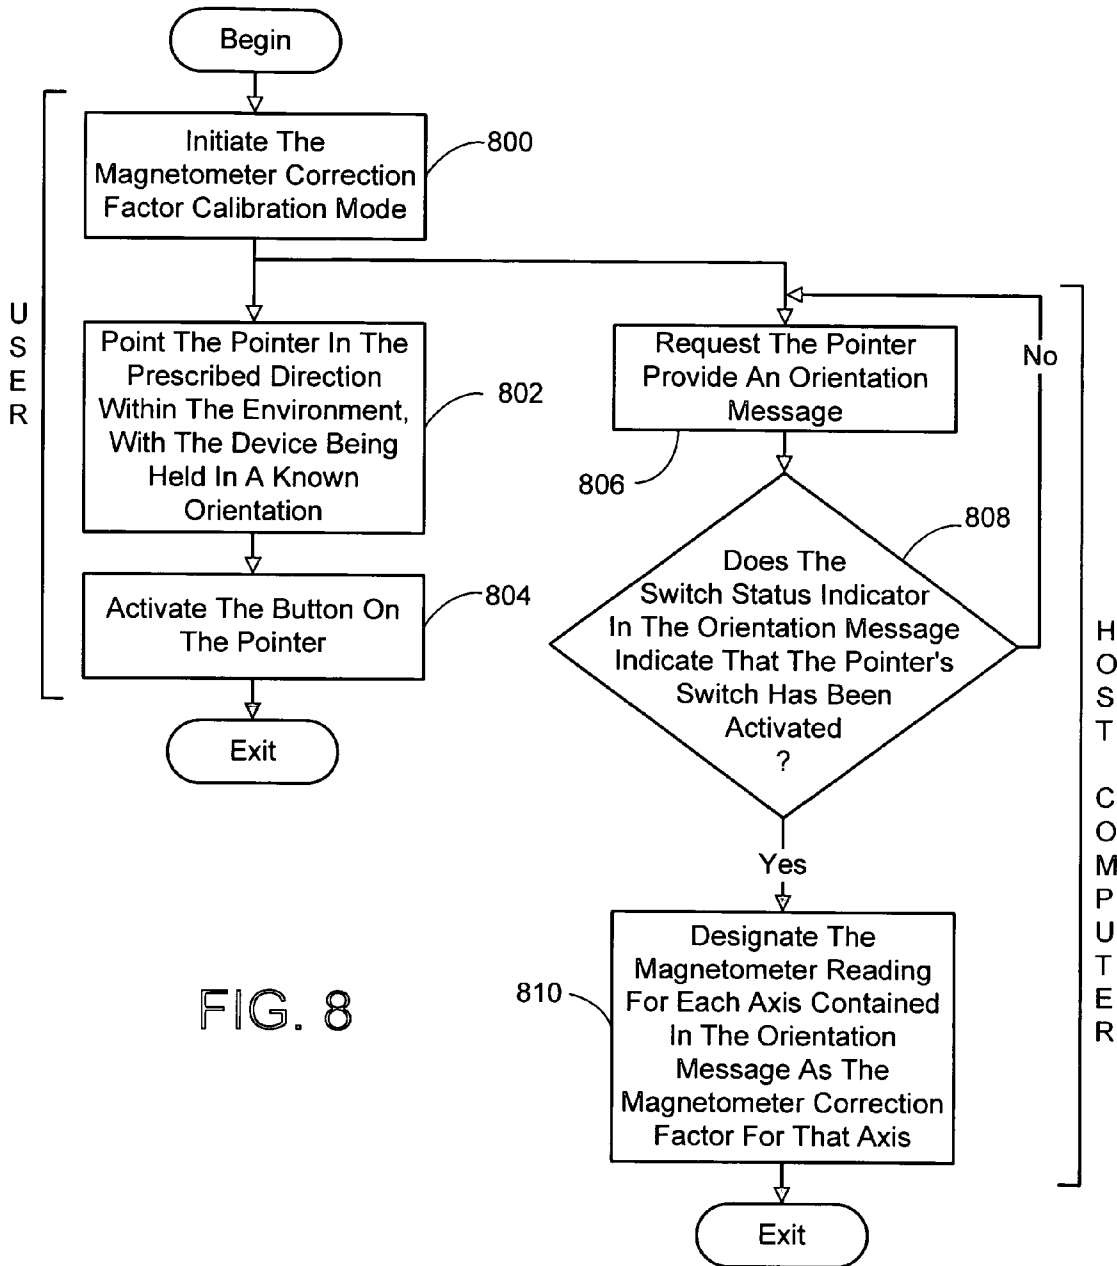 Begin
USER
Initiate The
Magnetometer Correction
Factor Calibration Mode
800
Point The Pointer In The
Prescribed Direction
Within The Environment,
With The Device Being
Held In A Known
Orientation
802
Activate The Button On
The Pointer
804
Exit
Request The Pointer
Provide An Orientation
Message
806
No
808
Does The
Switch Status Indicator
In The Orientation Message
Indicate That The Pointer's
Switch Has Been
Activated
?
Yes
Designate The
Magnetometer Reading
For Each Axis Contained
In The Orientation
Message As The
Magnetometer Correction
Factor For That Axis
810
Exit
HOST COMPUTER
FIG. 8